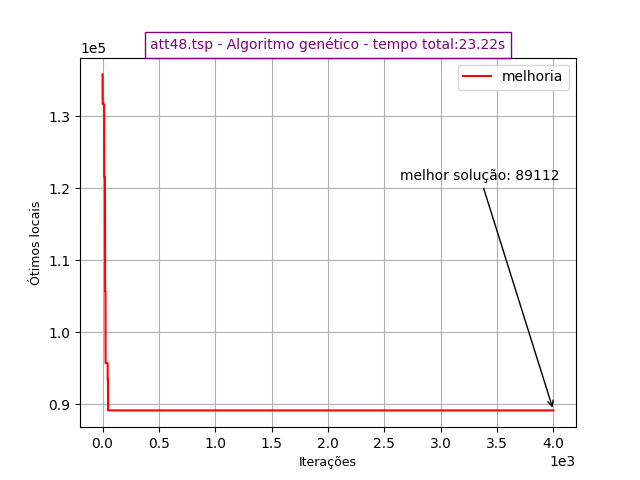 att48.tsp - Algoritmo genético - tempo total:23.22s
1e5
melhoria
1.3
1.2
1.1
1.0
0.9
Ótimos locais
melhor solução: 89112
0.0 0.5 1.0 1.5 2.0 2.5 3.0 3.5 4.0
Iterações
1e3